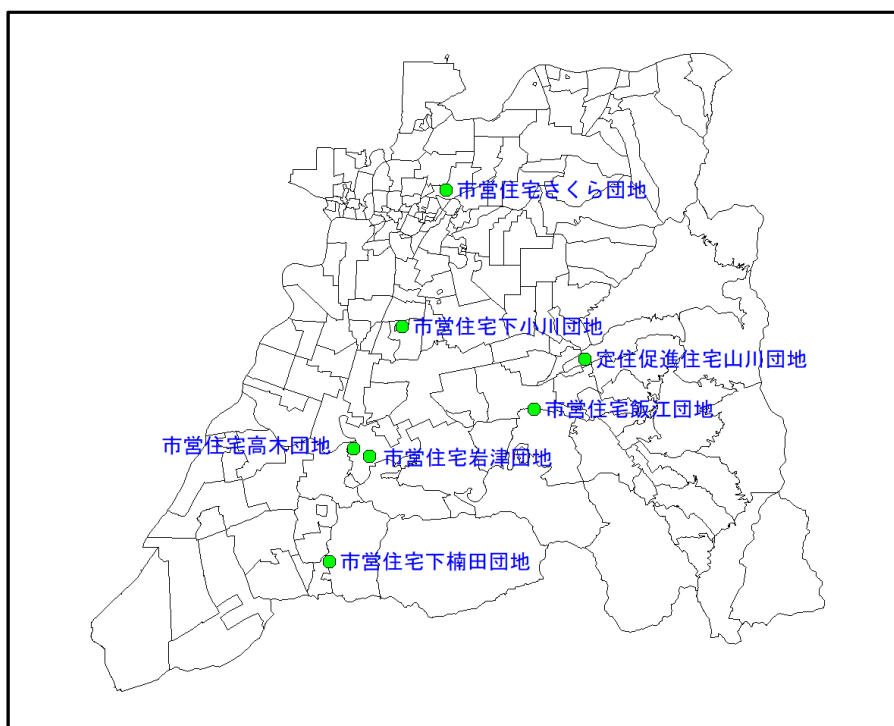 市営住宅さくら団地
市営住宅下小川団地
定住促進住宅山川団地
市営住宅飯江団地
市営住宅高木団地
市営住宅岩津団地
市営住宅下楠田団地